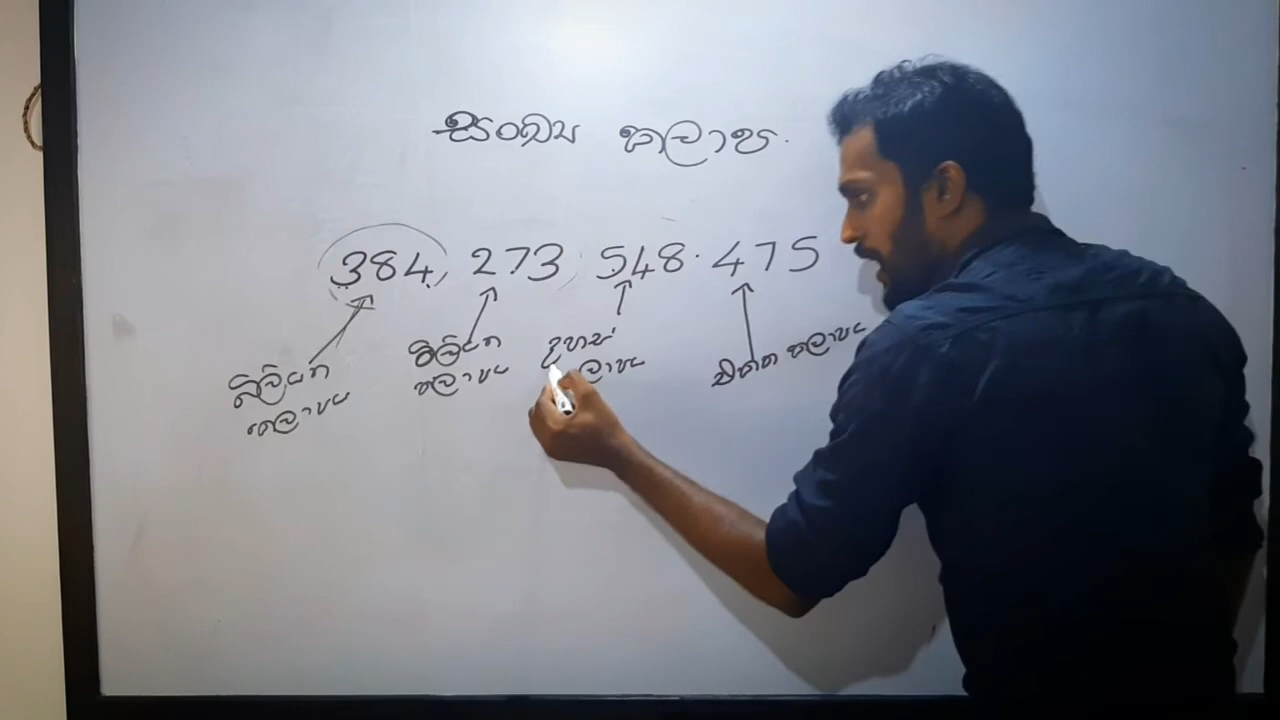 සංඛ්‍ය කලාප.
384, 273, 548. 475
බිලියන කලාපය
මිලියන කලාපය
දහස් කලාපය
ඒකක කලාපය